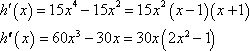 h′(x) = 15x⁴ − 15x² = 15x²(x − 1)(x + 1)
h″(x) = 60x³ − 30x = 30x(2x² − 1)